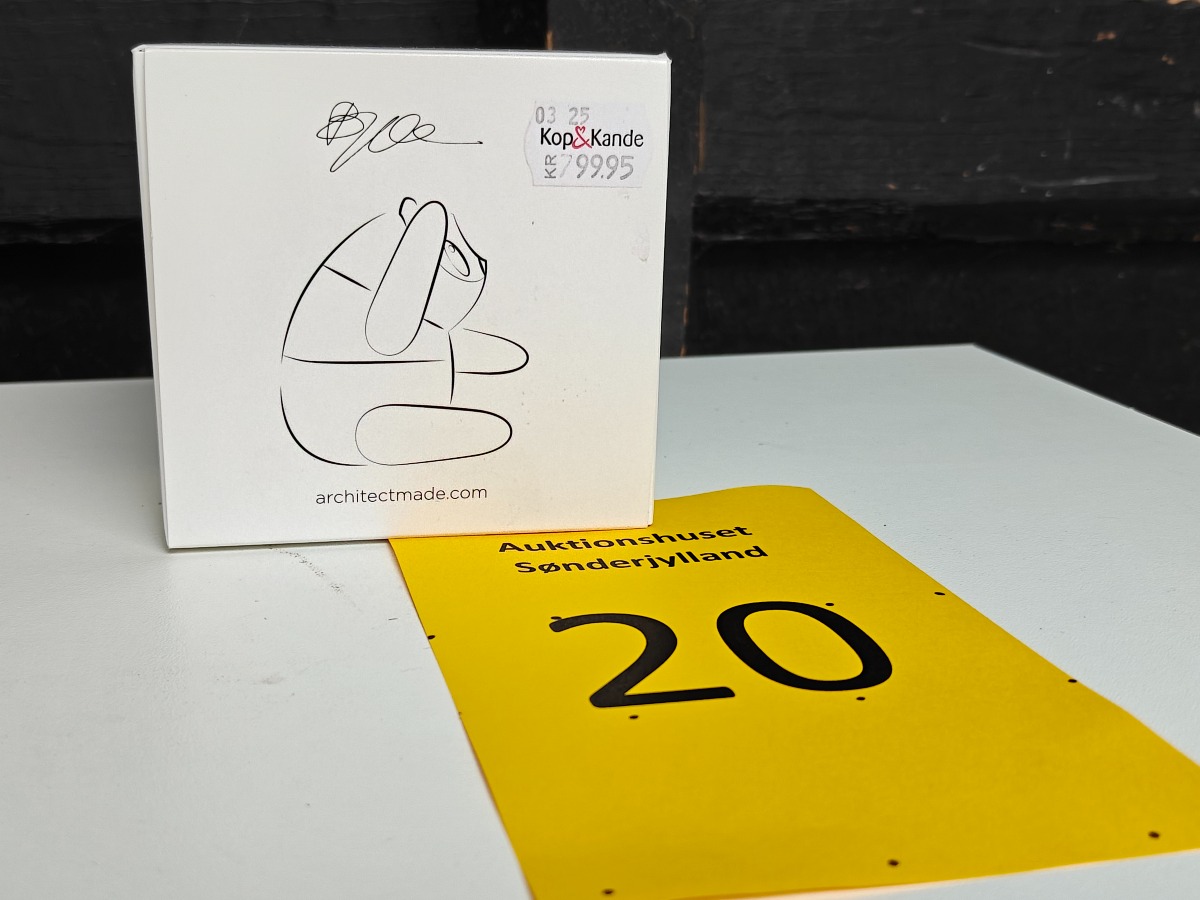 03 25
Kop&Kande
KR 799.95
architectmade.com
Auktionshuset
Sønderjylland
20